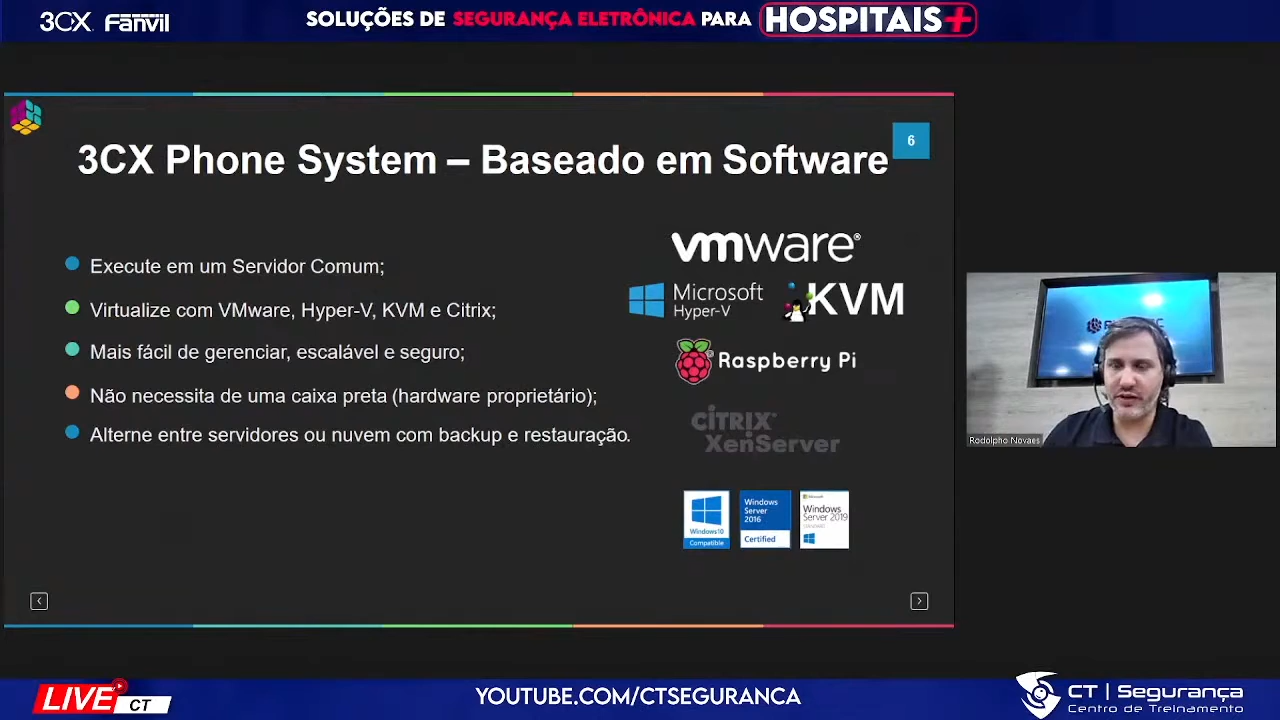 3CX Fanvil
SOLUÇÕES DE SEGURANÇA ELETRÔNICA PARA HOSPITAIS+
6
3CX Phone System – Baseado em Software
Execute em um Servidor Comum;
Virtualize com VMware, Hyper-V, KVM e Citrix;
Mais fácil de gerenciar, escalável e seguro;
Não necessita de uma caixa preta (hardware proprietário);
Alterne entre servidores ou nuvem com backup e restauração.
vmware®
Microsoft
Hyper-V
KVM
Raspberry Pi
CITRIX®
XenServer
Windows10
Compatible
Windows
Server
2016
Certified
Microsoft
Windows
Server 2019
Rodolpho Novaes
LIVE CT
YOUTUBE.COM/CTSEGURANCA
CT | Segurança
Centro de Treinamento